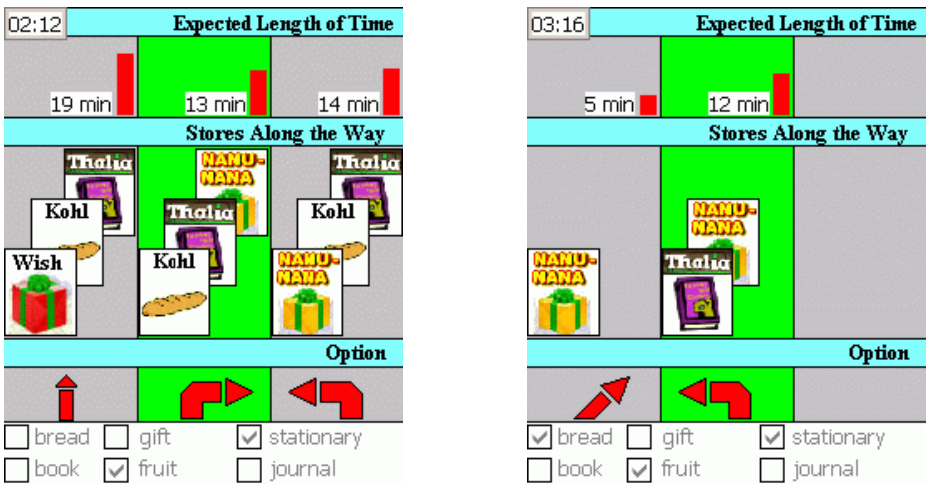 02:12 Expected Length of Time
19 min 13 min 14 min
Stores Along the Way
Thalia NANU-NANA Thalia
Kohl Thalia Kohl
Wish Kohl NANU-NANA
Option
bread gift stationary
book fruit journal
03:16 Expected Length of Time
5 min 12 min
Stores Along the Way
NANU-NANA
NANU-NANA Thalia
Option
bread gift stationary
book fruit journal